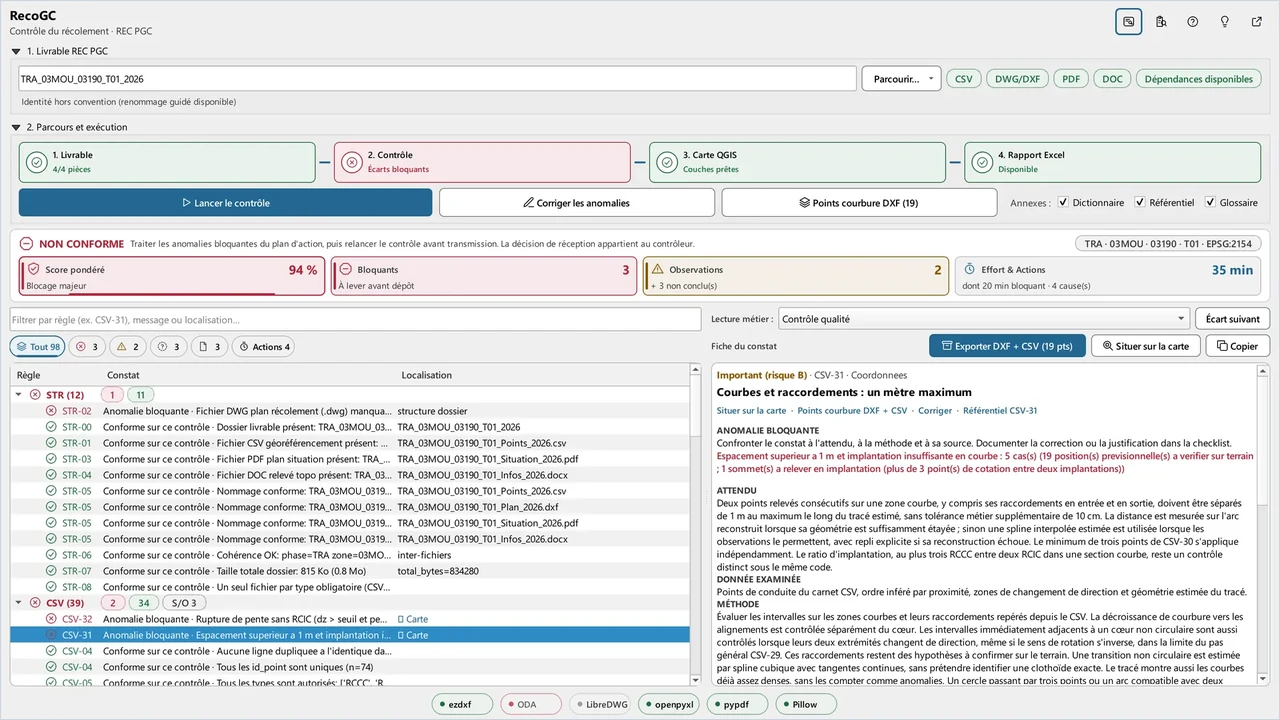 RecoGC
Contrôle du récolement · REC PGC
1. Livrable REC PGC
TRA_03MOU_03190_T01_2026
Parcourir...
CSV
DWG/DXF
PDF
DOC
Dépendances disponibles
Identité hors convention (renommage guidé disponible)
2. Parcours et exécution
1. Livrable
4/4 pièces
2. Contrôle
Écarts bloquants
3. Carte QGIS
Couches prêtes
4. Rapport Excel
Disponible
Lancer le contrôle
Corriger les anomalies
Points courbure DXF (19)
Annexes :
Dictionnaire
Référentiel
Glossaire
NON CONFORME
Traiter les anomalies bloquantes du plan d'action, puis relancer le contrôle avant transmission. La décision de réception appartient au contrôleur.
TRA · 03MOU · 03190 · T01 · EPSG:2154
Score pondéré
94 %
Blocage majeur
Bloquants
3
À lever avant dépôt
Observations
2
+ 3 non conclu(s)
Effort & Actions
35 min
dont 20 min bloquant · 4 cause(s)
Filtrer par règle (ex. CSV-31), message ou localisation...
Tout 98
3
2
3
3
Actions 4
Règle Constat Localisation
STR (12) 1 11
STR-02 Anomalie bloquante · Fichier DWG plan récolement (.dwg) manqua... structure dossier
STR-00 Conforme sur ce contrôle · Dossier livrable présent: TRA_03MOU_03... TRA_03MOU_03190_T01_2026
STR-01 Conforme sur ce contrôle · Fichier CSV géoréférencement présent: ... TRA_03MOU_03190_T01_Points_2026.csv
STR-03 Conforme sur ce contrôle · Fichier PDF plan situation présent: TRA... TRA_03MOU_03190_T01_Situation_2026.pdf
STR-04 Conforme sur ce contrôle · Fichier DOC relevé topo présent: TRA_... TRA_03MOU_03190_T01_Infos_2026.docx
STR-05 Conforme sur ce contrôle · Nommage conforme: TRA_03MOU_0319... TRA_03MOU_03190_T01_Points_2026.csv
STR-05 Conforme sur ce contrôle · Nommage conforme: TRA_03MOU_0319... TRA_03MOU_03190_T01_Plan_2026.dxf
STR-05 Conforme sur ce contrôle · Nommage conforme: TRA_03MOU_0319... TRA_03MOU_03190_T01_Situation_2026.pdf
STR-05 Conforme sur ce contrôle · Nommage conforme: TRA_03MOU_0319... TRA_03MOU_03190_T01_Infos_2026.docx
STR-06 Conforme sur ce contrôle · Cohérence OK: phase=TRA zone=03MO... inter-fichiers
STR-07 Conforme sur ce contrôle · Taille totale dossier: 815 Ko (0.8 Mo) total_bytes=834280
STR-08 Conforme sur ce contrôle · Un seul fichier par type obligatoire (CSV...
CSV (39) 2 34 S/O 3
CSV-32 Anomalie bloquante · Rupture de pente sans RCIC (dz > seuil et pe... Carte
CSV-31 Anomalie bloquante · Espacement superieur a 1 m et implantation i... Carte
CSV-04 Conforme sur ce contrôle · Aucune ligne dupliquee a l'identique da...
CSV-04 Conforme sur ce contrôle · Tous les id_point sont uniques (n=74)
CSV-05 Conforme sur ce contrôle · Tous les types sont autorisés: ['RCCC', 'R...
Lecture métier :
Contrôle qualité
Écart suivant
Fiche du constat
Exporter DXF + CSV (19 pts)
Situer sur la carte
Copier
Important (risque B) · CSV-31 · Coordonnees
Courbes et raccordements : un mètre maximum
Situer sur la carte · Points courbure DXF + CSV · Corriger · Référentiel CSV-31
ANOMALIE BLOQUANTE
Confronter le constat à l'attendu, à la méthode et à sa source. Documenter la correction ou la justification dans la checklist.
Espacement superieur a 1 m et implantation insuffisante en courbe : 5 cas(s) (19 position(s) previsionnelle(s) a verifier sur terrain
; 1 sommet(s) a relever en implantation (plus de 3 point(s) de cotation entre deux implantations))
ATTENDU
Deux points relevés consécutifs sur une zone courbe, y compris ses raccordements en entrée et en sortie, doivent être séparés
de 1 m au maximum le long du tracé estimé, sans tolérance métier supplémentaire de 10 cm. La distance est mesurée sur l'arc
reconstruit lorsque sa géométrie est suffisamment étayée ; sinon une spline interpolée estimée est utilisée lorsque les
observations le permettent, avec repli explicite si sa reconstruction échoue. Le minimum de trois points de CSV-30 s'applique
indépendamment. Le ratio d'implantation, au plus trois RCCC entre deux RCIC dans une section courbe, reste un contrôle
distinct sous le même code.
DONNÉE EXAMINÉE
Points de conduite du carnet CSV, ordre inféré par proximité, zones de changement de direction et géométrie estimée du tracé.
MÉTHODE
Évaluer les intervalles sur les zones courbes et leurs raccordements repérés depuis le CSV. La décroissance de courbure vers les
alignements est contrôlée séparément du cœur. Les intervalles immédiatement adjacents à un cœur non circulaire sont aussi
contrôlés lorsque leurs deux extrémités changent de direction, même si le sens de rotation s'inverse, dans la limite du pas
général CSV-29. Ces raccordements restent des hypothèses à confirmer sur le terrain. Une transition non circulaire est estimée
par spline cubique avec tangentes continues, sans prétendre identifier une clothoïde exacte. Le tracé montre aussi les courbes
déjà assez denses, sans les compter comme anomalies. Un cercle passant par trois points ou un arc compatible avec deux
ezdxf
ODA
LibreDWG
openpyxl
pypdf
Pillow